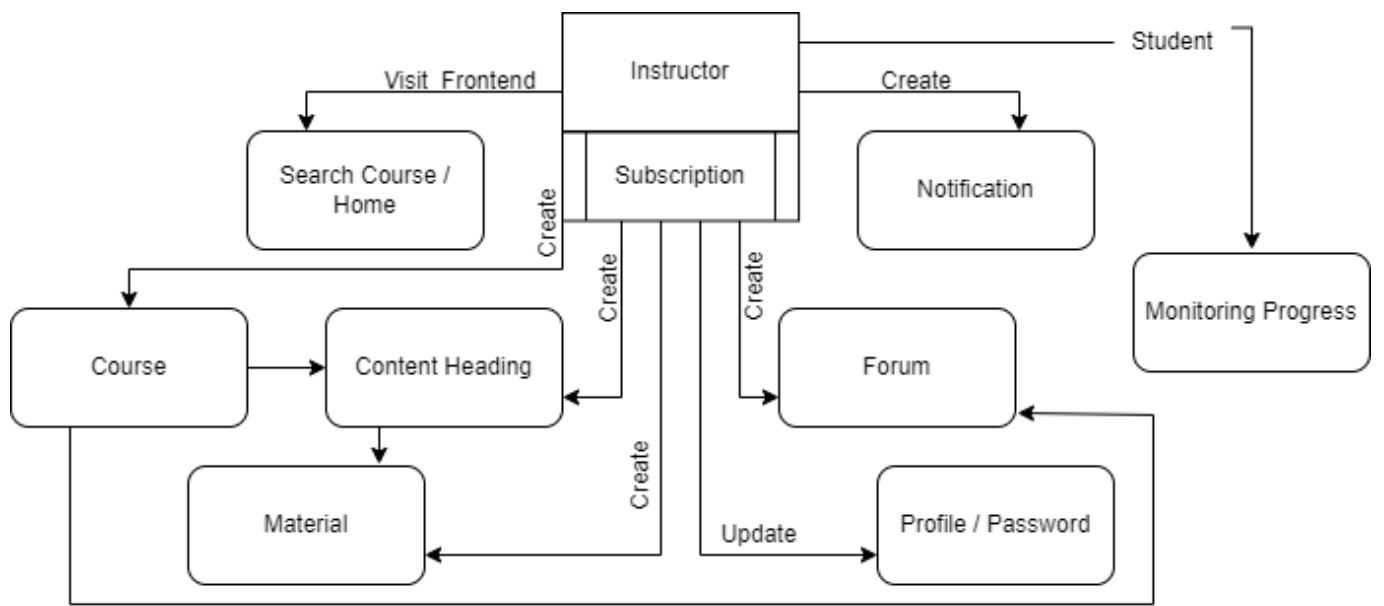 Instructor
Student
Visit Frontend
Create
Search Course /
Home
Subscription
Notification
Create
Create
Create
Monitoring Progress
Course
Content Heading
Forum
Create
Material
Update
Profile / Password